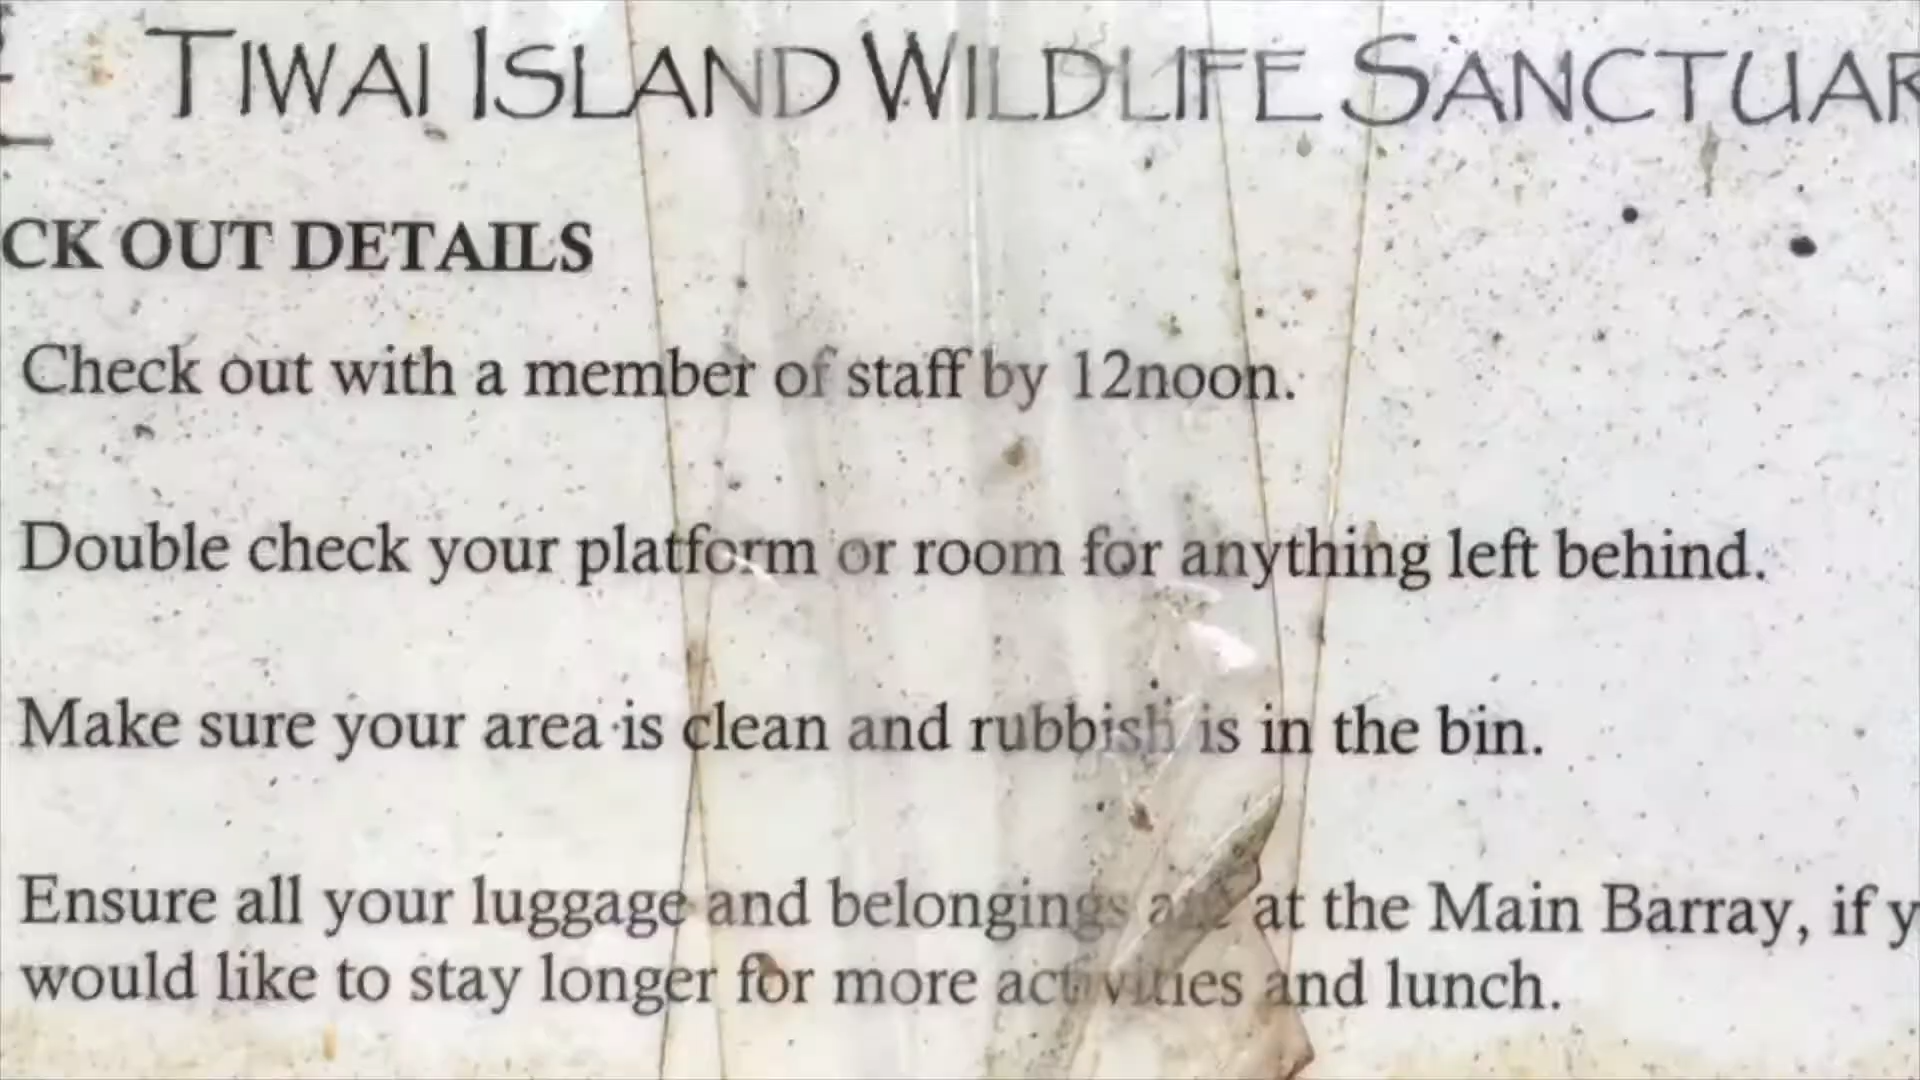 TIWAI ISLAND WILDLIFE SANCTUAR
CK OUT DETAILS
Check out with a member of staff by 12noon.
Double check your platform or room for anything left behind.
Make sure your area is clean and rubbish is in the bin.
Ensure all your luggage and belongings are at the Main Barray, if y
would like to stay longer for more activities and lunch.